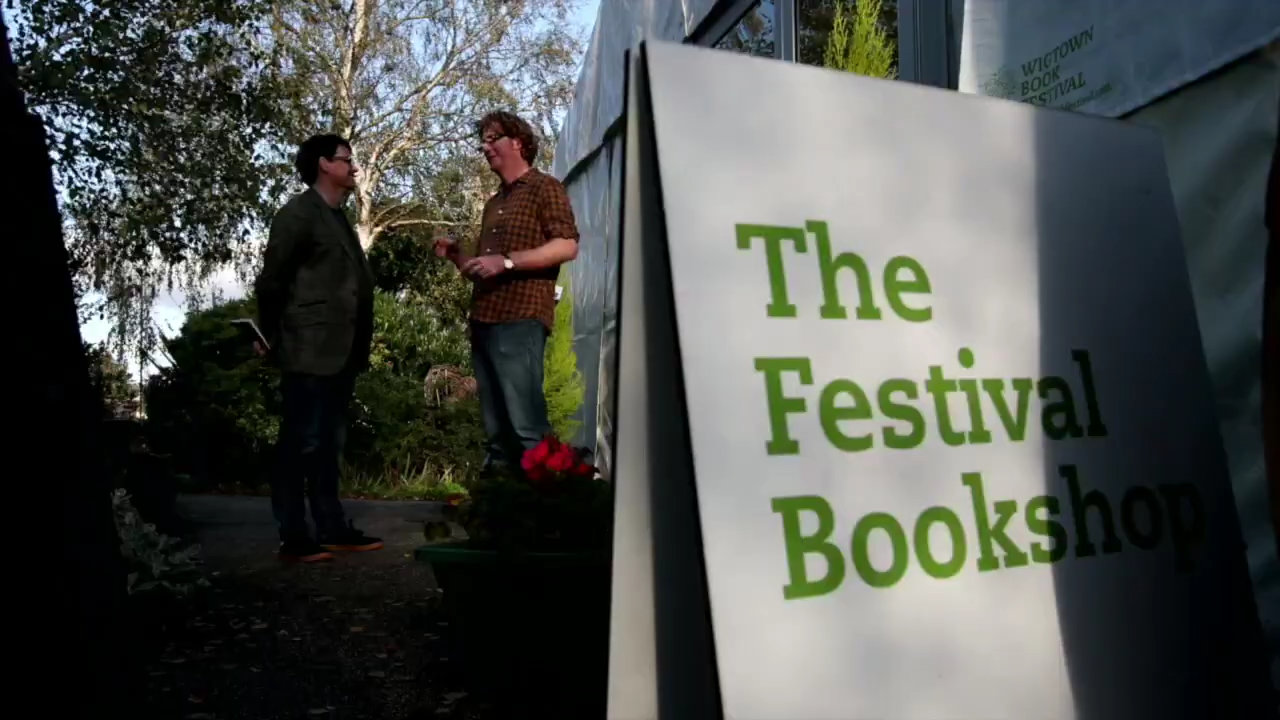 WIGTOWN
BOOK
FESTIVAL
The
Festival
Bookshop